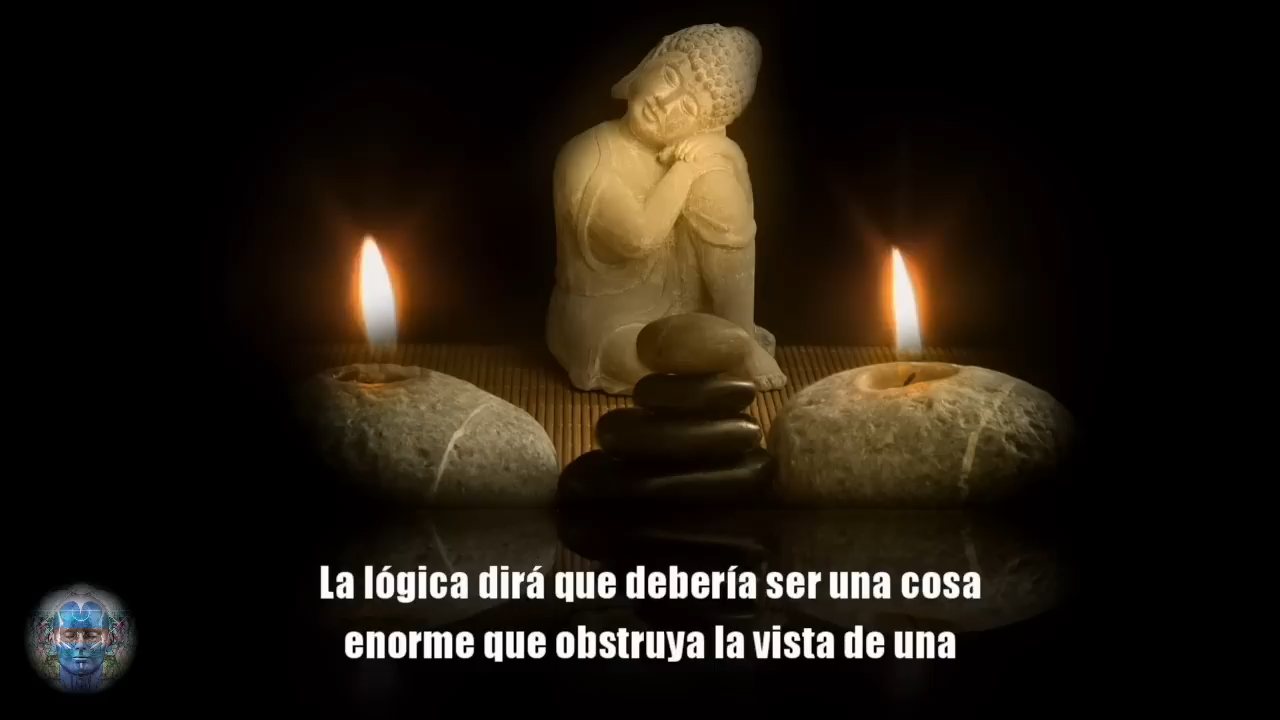 La lógica dirá que debería ser una cosa
enorme que obstruya la vista de una